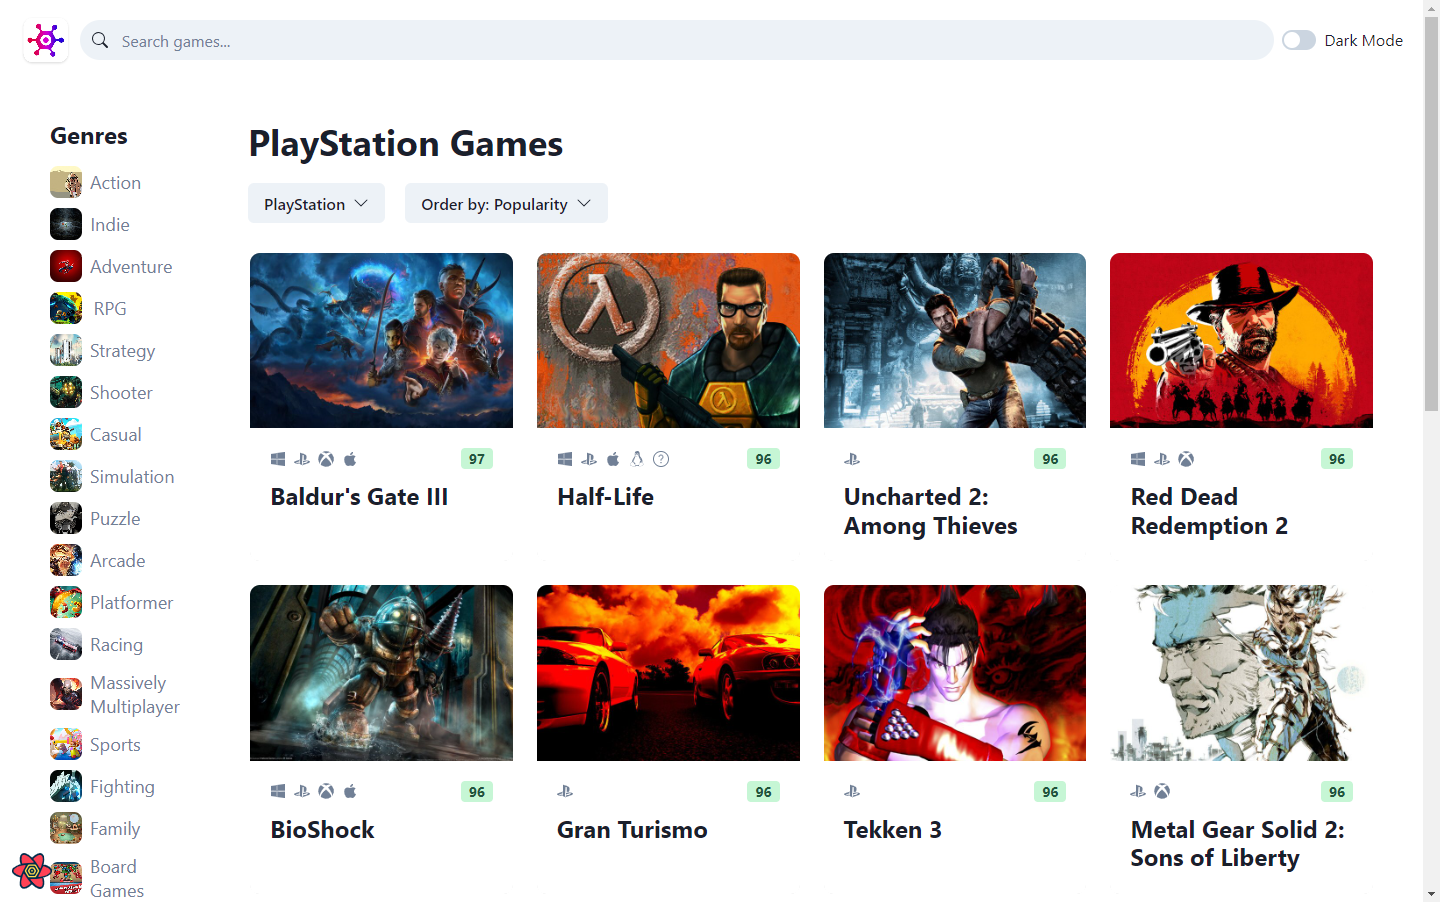 Search games...
Dark Mode
Genres
Action
Indie
Adventure
RPG
Strategy
Shooter
Casual
Simulation
Puzzle
Arcade
Platformer
Racing
Massively
Multiplayer
Sports
Fighting
Family
Board
Games
PlayStation Games
PlayStation
Order by: Popularity
97
Baldur's Gate III
96
Half-Life
96
Uncharted 2:
Among Thieves
96
Red Dead
Redemption 2
96
BioShock
96
Gran Turismo
96
Tekken 3
96
Metal Gear Solid 2:
Sons of Liberty